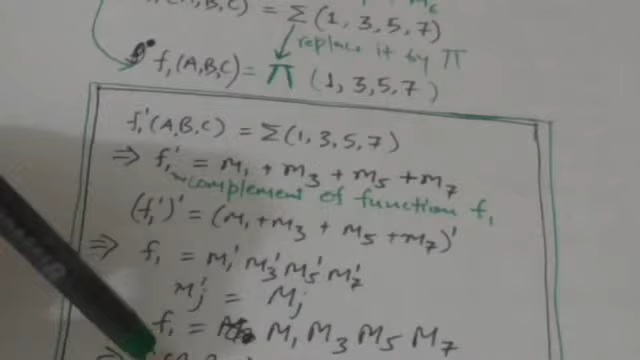 = Σ (1, 3, 5, 7)
replace it by π
f₁(A,B,C) = π (1, 3, 5, 7)
f₁'(A,B,C) = Σ(1, 3, 5, 7)
⇒ f₁' = m₁ + m₃ + m₅ + m₇
complement of function f₁
(f₁')' = (m₁ + m₃ + m₅ + m₇)'
⇒ f₁ = m₁' m₃' m₅' m₇'
mⱼ' = Mⱼ
f₁ = M₁ M₃ M₅ M₇